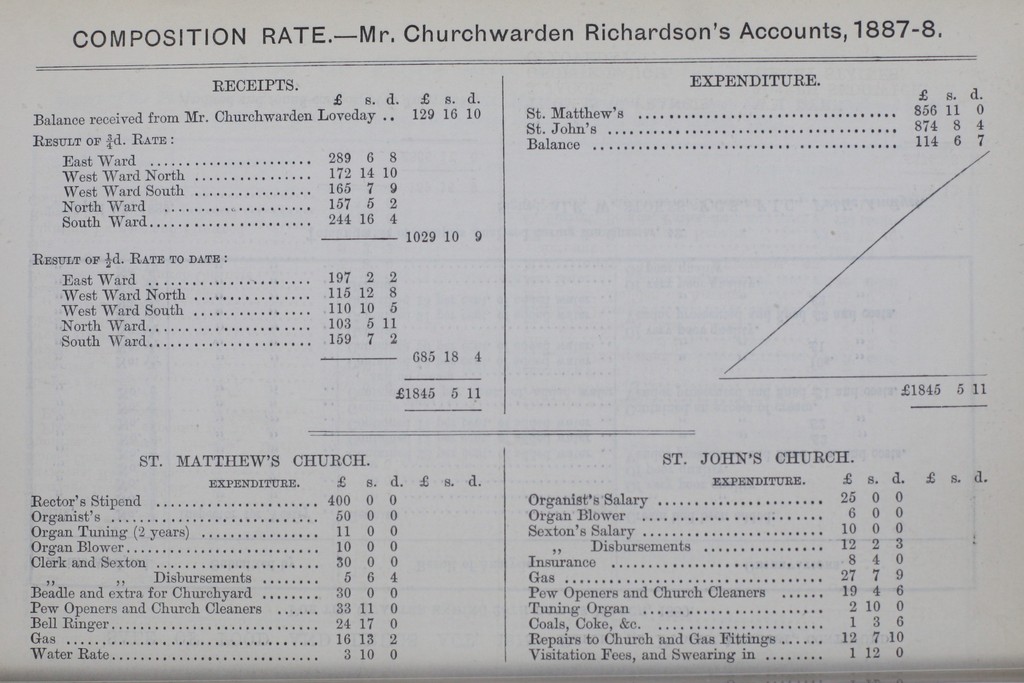 COMPOSITION RATE.—Mr. Churchwarden Richardson's Accounts, 1887-8.
RECEIPTS.
£ s. d. £ s. d.
Balance received from Mr. Churchwarden Loveday .. 129 16 10
RESULT OF ¾d. RATE :
East Ward ................ 289 6 8
West Ward North ................ 172 14 10
West Ward South ................ 165 7 9
North Ward ................ 157 5 2
South Ward................ 244 16 4
1029 10 9
RESULT OF ½d. RATE TO DATE :
East Ward ................ 197 2 2
West Ward North ................ 115 12 8
West Ward South ................ 110 10 5
North Ward................ 103 5 11
South Ward................ 159 7 2
685 18 4
£1845 5 11
EXPENDITURE.
£ s. d.
St. Matthew's ................ 856 11 0
St. John's ................ 874 8 4
Balance ................ 114 6 7
£1845 5 11
ST. MATTHEW'S CHURCH.
EXPENDITURE. £ s. d. £ s. d.
Rector's Stipend ................ 400 0 0
Organist's ................ 50 0 0
Organ Tuning (2 years) ................ 11 0 0
Organ Blower................ 10 0 0
Clerk and Sexton ................ 30 0 0
,, ,, Disbursements ........ 5 6 4
Beadle and extra for Churchyard ........ 30 0 0
Pew Openers and Church Cleaners ...... 33 11 0
Bell Ringer................ 24 17 0
Gas ................ 16 13 2
Water Rate................ 3 10 0
ST. JOHN'S CHURCH.
EXPENDITURE. £ s. d. £ s. d.
Organist's Salary ................ 25 0 0
Organ Blower ................ 6 0 0
Sexton's Salary ................ 10 0 0
,, Disbursements ................ 12 2 3
Insurance ................ 8 4 0
Gas ................ 27 7 9
Pew Openers and Church Cleaners ...... 19 4 6
Tuning Organ ................ 2 10 0
Coals, Coke, &c. ................ 1 3 6
Repairs to Church and Gas Fittings ...... 12 7 10
Visitation Fees, and Swearing in ........ 1 12 0